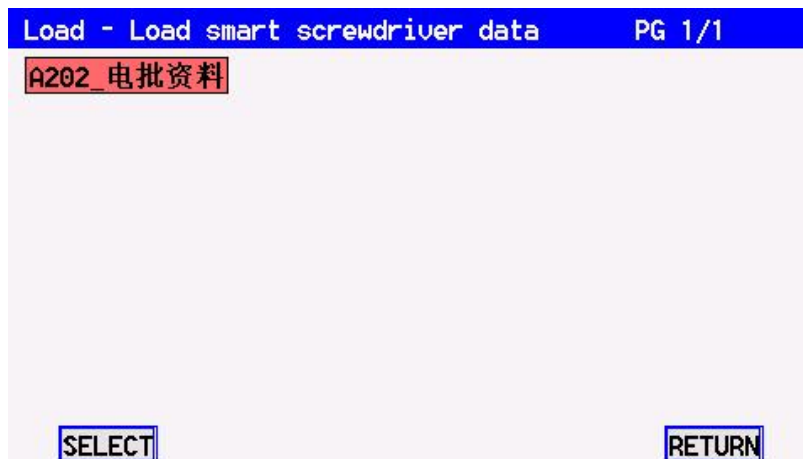 Load - Load smart screwdriver data PG 1/1
A202_电批资料
SELECT RETURN